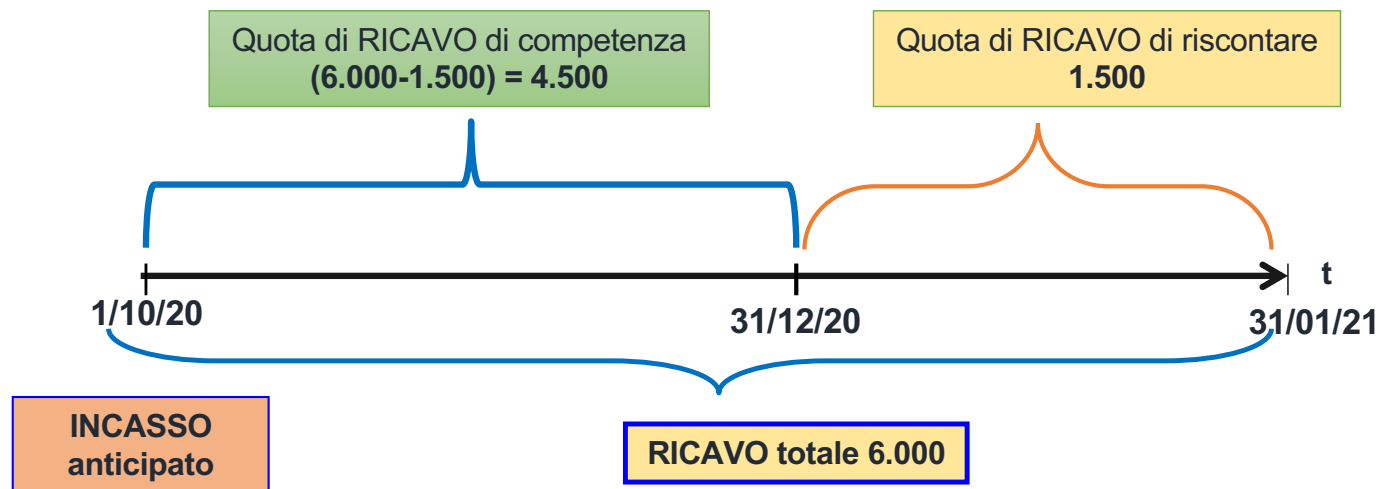 Quota di RICAVO di competenza
(6.000-1.500) = 4.500
Quota di RICAVO di riscontare
1.500
t
1/10/20
31/12/20
31/01/21
INCASSO
anticipato
RICAVO totale 6.000